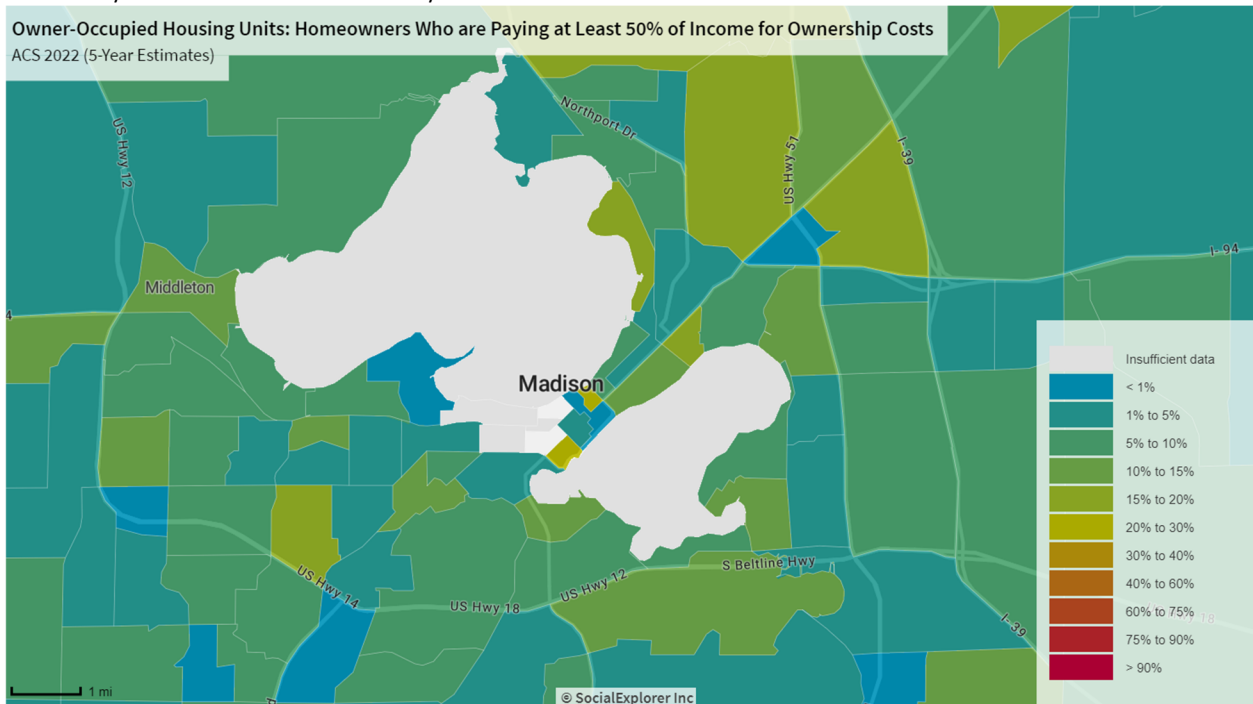 Owner-Occupied Housing Units: Homeowners Who are Paying at Least 50% of Income for Ownership Costs
ACS 2022 (5-Year Estimates)
Northport Dr
US Hwy 12
US Hwy 51
I- 39
I- 94
Middleton
4
Madison
Insufficient data
< 1%
1% to 5%
5% to 10%
10% to 15%
15% to 20%
20% to 30%
30% to 40%
40% to 60%
60% to 75%
75% to 90%
> 90%
S Beltline Hwy
US Hwy 14
US Hwy 12
US Hwy 18
I- 39
18
1 mi
© SocialExplorer Inc